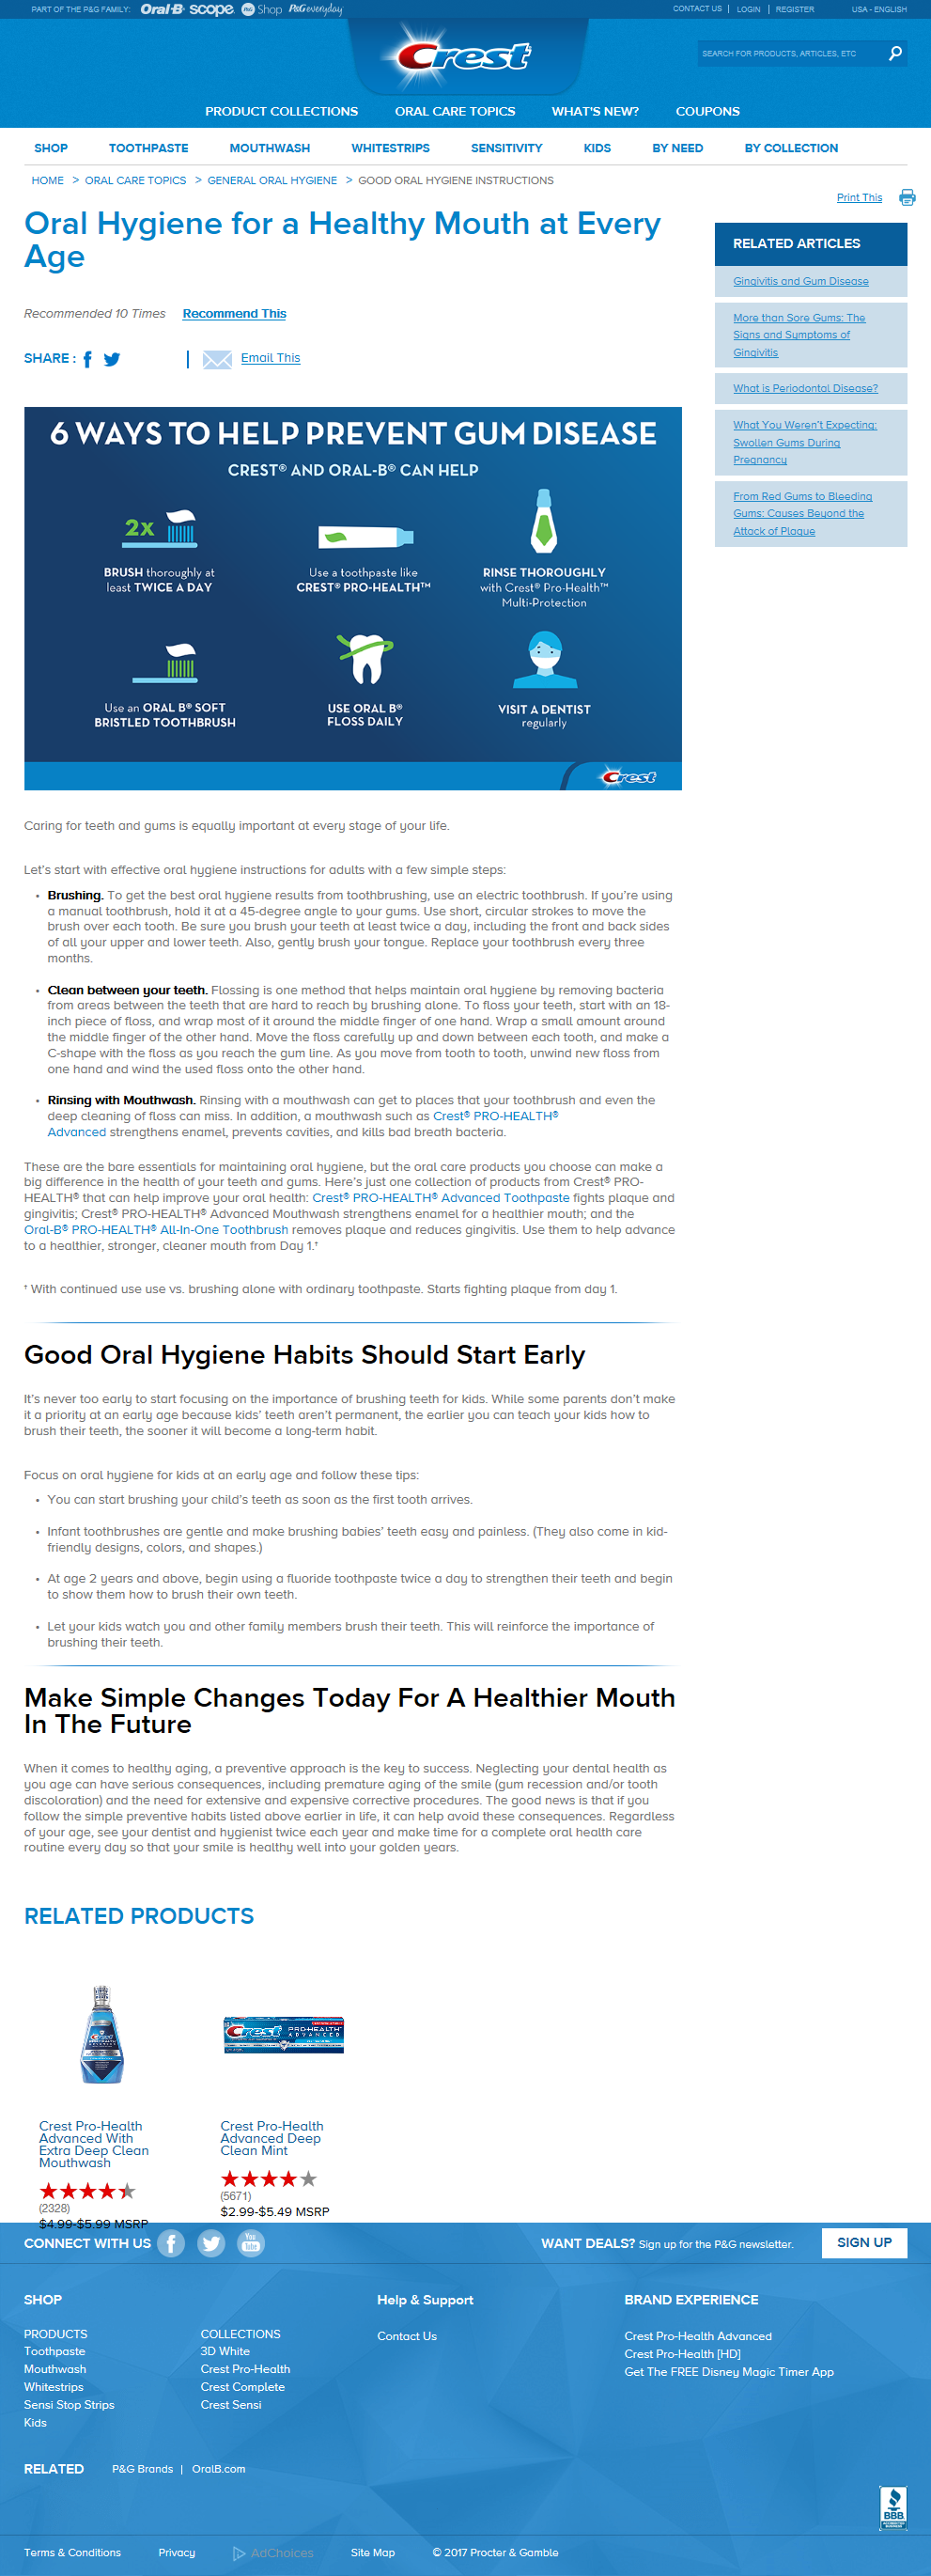 PART OF THE P&G FAMILY: Oral-B scope P&G Shop P&G everyday
CONTACT US | LOGIN | REGISTER USA - ENGLISH
Crest
SEARCH FOR PRODUCTS, ARTICLES, ETC
PRODUCT COLLECTIONS ORAL CARE TOPICS WHAT'S NEW? COUPONS
SHOP TOOTHPASTE MOUTHWASH WHITESTRIPS SENSITIVITY KIDS BY NEED BY COLLECTION
HOME > ORAL CARE TOPICS > GENERAL ORAL HYGIENE > GOOD ORAL HYGIENE INSTRUCTIONS
Print This
Oral Hygiene for a Healthy Mouth at Every
Age
Recommended 10 Times Recommend This
SHARE : Email This
RELATED ARTICLES
Gingivitis and Gum Disease
More than Sore Gums: The
Signs and Symptoms of
Gingivitis
What is Periodontal Disease?
What You Weren't Expecting:
Swollen Gums During
Pregnancy
From Red Gums to Bleeding
Gums: Causes Beyond the
Attack of Plaque
6 WAYS TO HELP PREVENT GUM DISEASE
CREST® AND ORAL-B® CAN HELP
2x
BRUSH thoroughly at
least TWICE A DAY
Use a toothpaste like
CREST® PRO-HEALTH™
RINSE THOROUGHLY
with Crest® Pro-Health™
Multi-Protection
Use an ORAL B® SOFT
BRISTLED TOOTHBRUSH
USE ORAL B®
FLOSS DAILY
VISIT A DENTIST
regularly
Crest
Caring for teeth and gums is equally important at every stage of your life.
Let's start with effective oral hygiene instructions for adults with a few simple steps:
• Brushing. To get the best oral hygiene results from toothbrushing, use an electric toothbrush. If you're using
a manual toothbrush, hold it at a 45-degree angle to your gums. Use short, circular strokes to move the
brush over each tooth. Be sure you brush your teeth at least twice a day, including the front and back sides
of all your upper and lower teeth. Also, gently brush your tongue. Replace your toothbrush every three
months.
• Clean between your teeth. Flossing is one method that helps maintain oral hygiene by removing bacteria
from areas between the teeth that are hard to reach by brushing alone. To floss your teeth, start with an 18-
inch piece of floss, and wrap most of it around the middle finger of one hand. Wrap a small amount around
the middle finger of the other hand. Move the floss carefully up and down between each tooth, and make a
C-shape with the floss as you reach the gum line. As you move from tooth to tooth, unwind new floss from
one hand and wind the used floss onto the other hand.
• Rinsing with Mouthwash. Rinsing with a mouthwash can get to places that your toothbrush and even the
deep cleaning of floss can miss. In addition, a mouthwash such as Crest® PRO-HEALTH®
Advanced strengthens enamel, prevents cavities, and kills bad breath bacteria.
These are the bare essentials for maintaining oral hygiene, but the oral care products you choose can make a
big difference in the health of your teeth and gums. Here's just one collection of products from Crest® PRO-
HEALTH® that can help improve your oral health: Crest® PRO-HEALTH® Advanced Toothpaste fights plaque and
gingivitis; Crest® PRO-HEALTH® Advanced Mouthwash strengthens enamel for a healthier mouth; and the
Oral-B® PRO-HEALTH® All-In-One Toothbrush removes plaque and reduces gingivitis. Use them to help advance
to a healthier, stronger, cleaner mouth from Day 1.†
† With continued use use vs. brushing alone with ordinary toothpaste. Starts fighting plaque from day 1.
Good Oral Hygiene Habits Should Start Early
It's never too early to start focusing on the importance of brushing teeth for kids. While some parents don't make
it a priority at an early age because kids' teeth aren't permanent, the earlier you can teach your kids how to
brush their teeth, the sooner it will become a long-term habit.
Focus on oral hygiene for kids at an early age and follow these tips:
• You can start brushing your child's teeth as soon as the first tooth arrives.
• Infant toothbrushes are gentle and make brushing babies' teeth easy and painless. (They also come in kid-
friendly designs, colors, and shapes.)
• At age 2 years and above, begin using a fluoride toothpaste twice a day to strengthen their teeth and begin
to show them how to brush their own teeth.
• Let your kids watch you and other family members brush their teeth. This will reinforce the importance of
brushing their teeth.
Make Simple Changes Today For A Healthier Mouth
In The Future
When it comes to healthy aging, a preventive approach is the key to success. Neglecting your dental health as
you age can have serious consequences, including premature aging of the smile (gum recession and/or tooth
discoloration) and the need for extensive and expensive corrective procedures. The good news is that if you
follow the simple preventive habits listed above earlier in life, it can help avoid these consequences. Regardless
of your age, see your dentist and hygienist twice each year and make time for a complete oral health care
routine every day so that your smile is healthy well into your golden years.
RELATED PRODUCTS
Crest
Crest PRO-HEALTH
ADVANCED
Crest Pro-Health
Advanced With
Extra Deep Clean
Mouthwash
(2328)
$4.99-$5.99 MSRP
Crest Pro-Health
Advanced Deep
Clean Mint
(5671)
$2.99-$5.49 MSRP
CONNECT WITH US You Tube
WANT DEALS? Sign up for the P&G newsletter. SIGN UP
SHOP
PRODUCTS
Toothpaste
Mouthwash
Whitestrips
Sensi Stop Strips
Kids
COLLECTIONS
3D White
Crest Pro-Health
Crest Complete
Crest Sensi
Help & Support
Contact Us
BRAND EXPERIENCE
Crest Pro-Health Advanced
Crest Pro-Health [HD]
Get The FREE Disney Magic Timer App
RELATED P&G Brands | OralB.com
BBB
Terms & Conditions Privacy AdChoices Site Map © 2017 Procter & Gamble